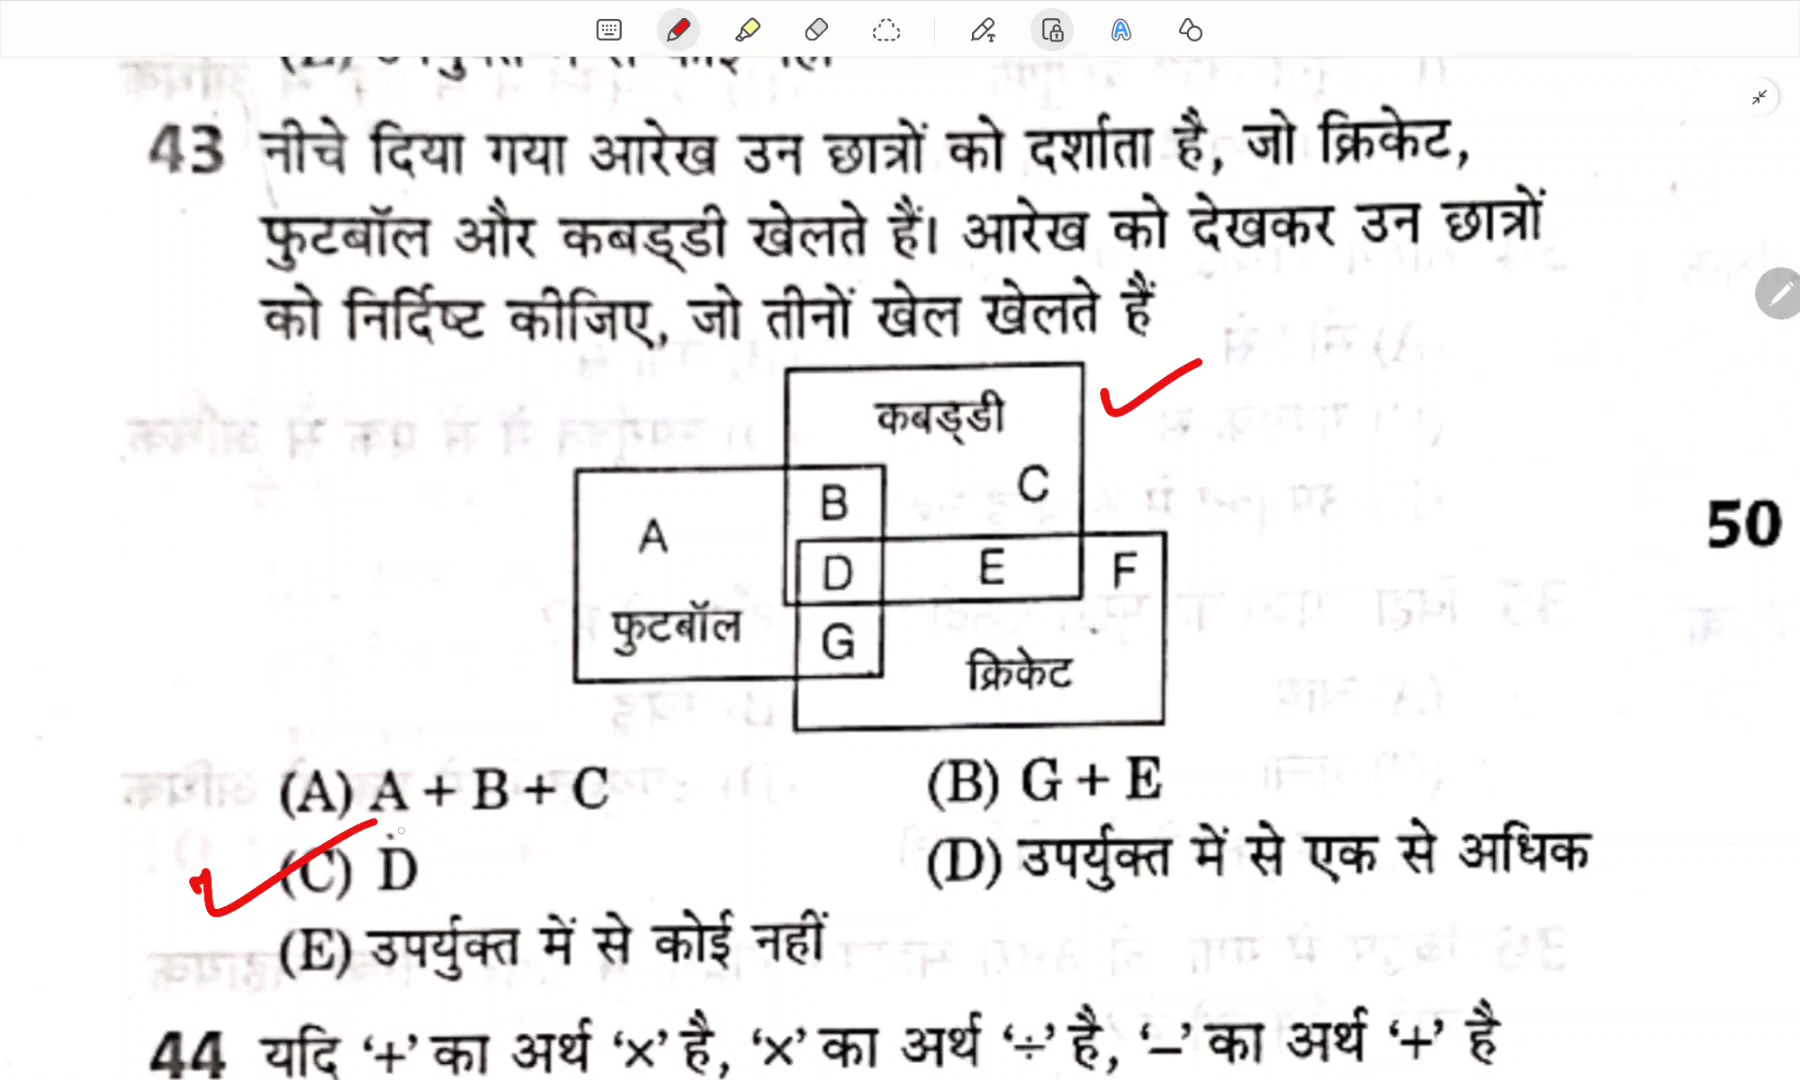 43 नीचे दिया गया आरेख उन छात्रों को दर्शाता है, जो क्रिकेट,
फुटबॉल और कबड्डी खेलते हैं। आरेख को देखकर उन छात्रों
को निर्दिष्ट कीजिए, जो तीनों खेल खेलते हैं
कबड्डी
C
B
A
50
D E F
फुटबॉल
G
क्रिकेट
(A) A + B + C (B) G + E
(C) D (D) उपर्युक्त में से एक से अधिक
(E) उपर्युक्त में से कोई नहीं
44 यदि ‘+’ का अर्थ ‘×’ है, ‘×’ का अर्थ ‘÷’ है, ‘–’ का अर्थ ‘+’ है